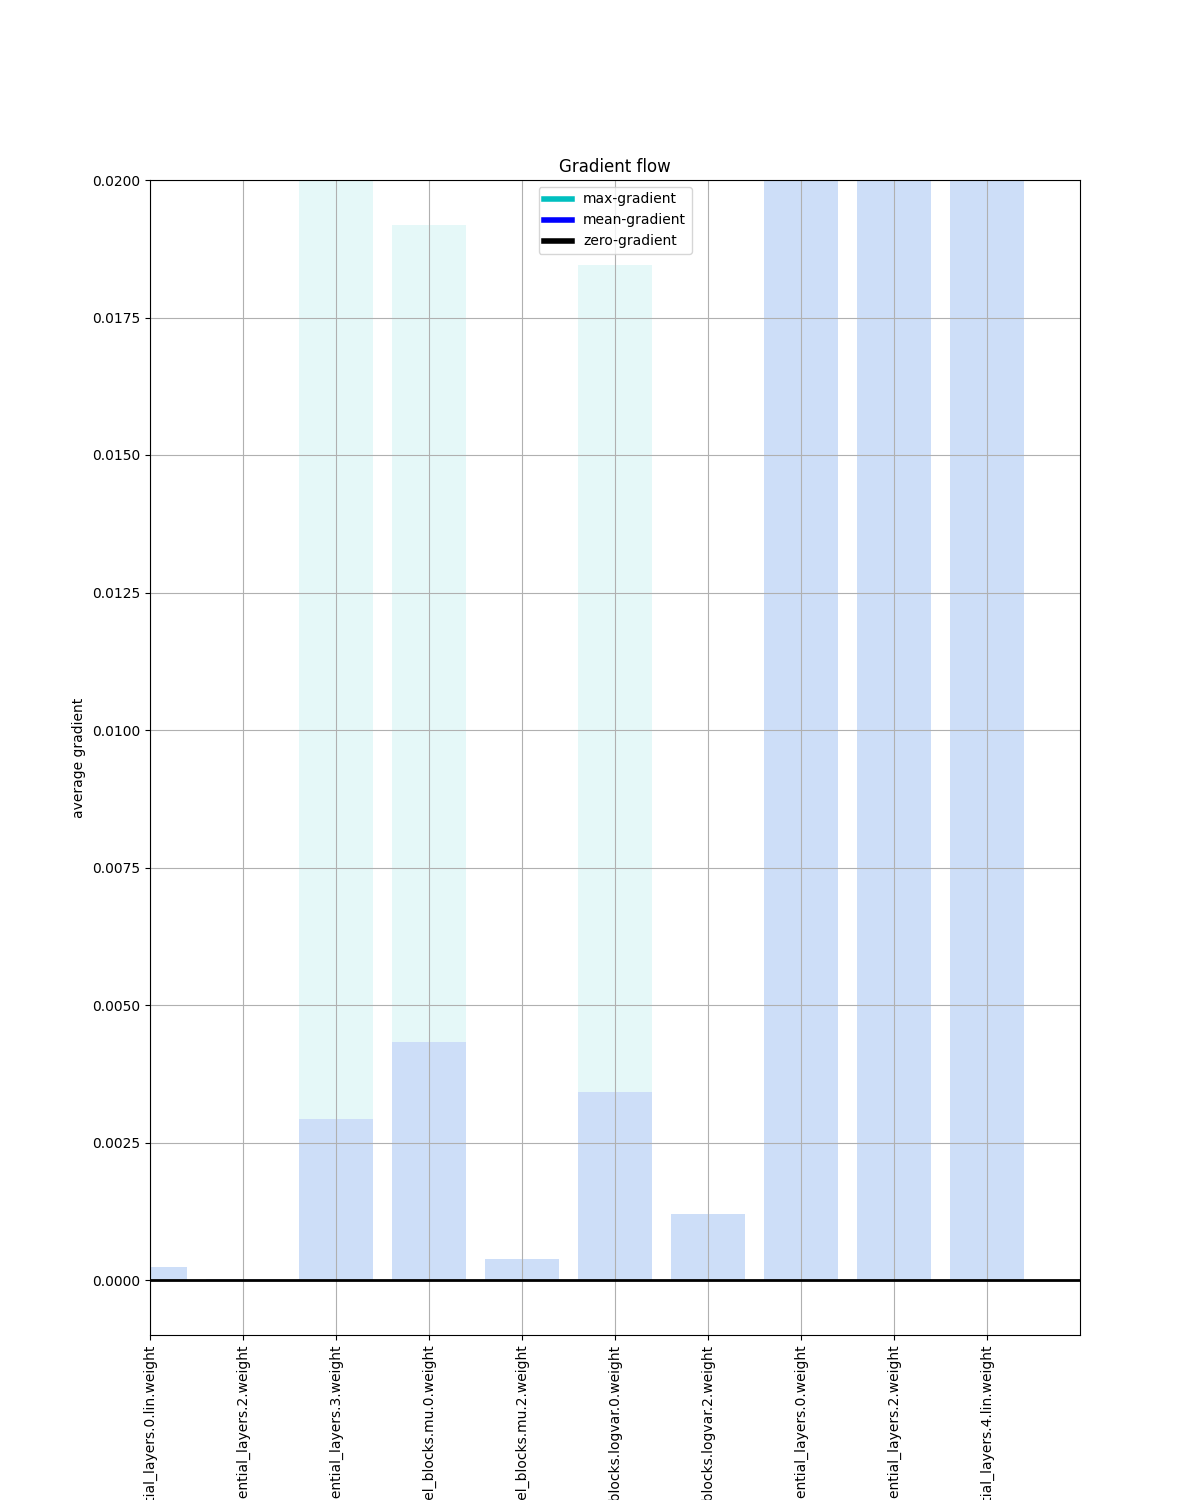 Gradient flow
max-gradient
mean-gradient
zero-gradient
0.0200
0.0175
0.0150
0.0125
0.0100
0.0075
0.0050
0.0025
0.0000
average gradient
tial_layers.0.lin.weight
ential_layers.2.weight
ential_layers.3.weight
el_blocks.mu.0.weight
el_blocks.mu.2.weight
blocks.logvar.0.weight
blocks.logvar.2.weight
ential_layers.0.weight
ential_layers.2.weight
tial_layers.4.lin.weight